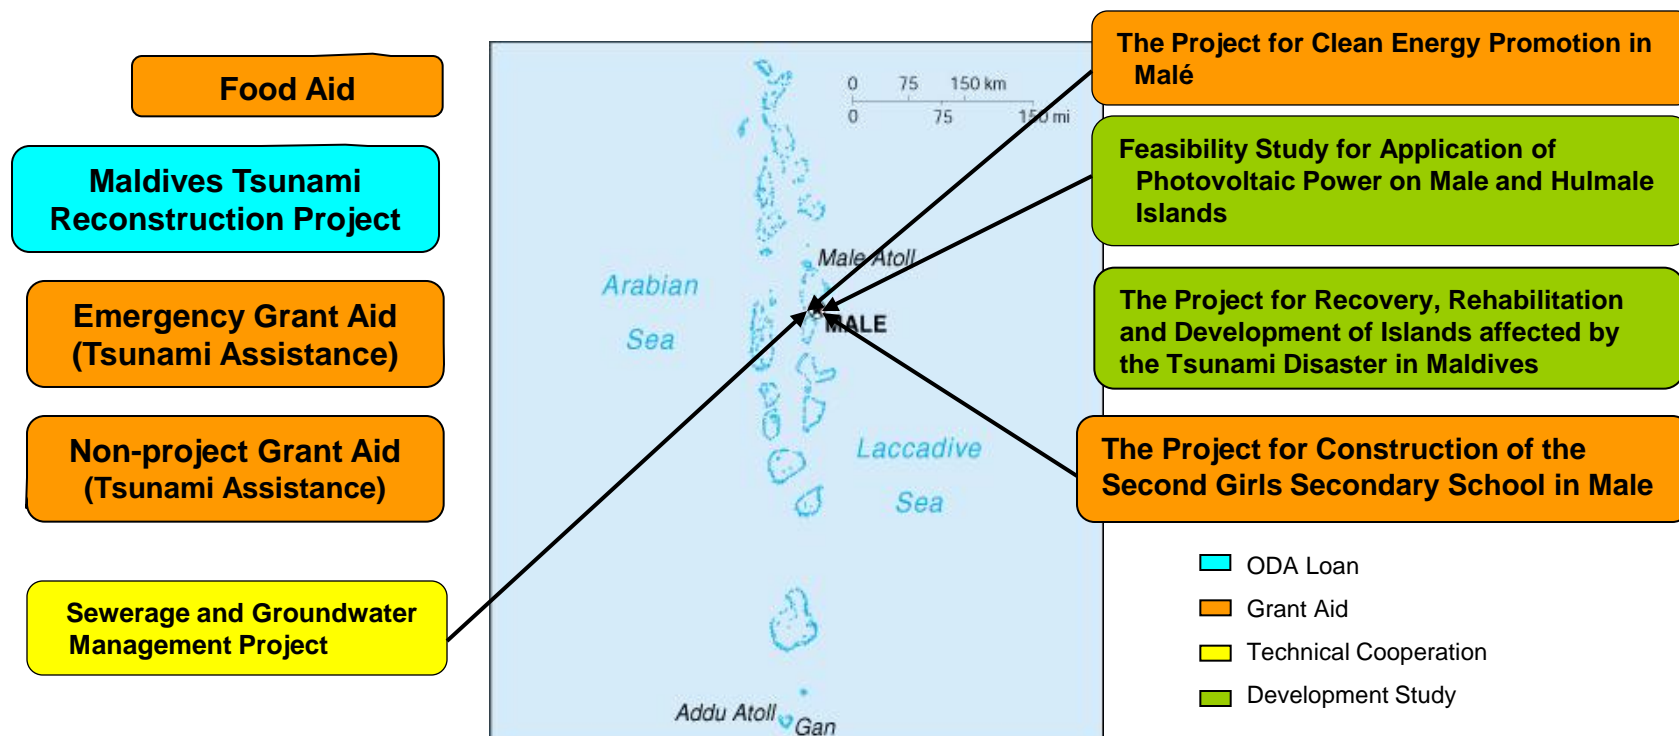 Food Aid
Maldives Tsunami
Reconstruction Project
Emergency Grant Aid
(Tsunami Assistance)
Non-project Grant Aid
(Tsunami Assistance)
Sewerage and Groundwater
Management Project
0 75 150 km
0 75 150 mi
Male Atoll
MALE
Arabian
Sea
Laccadive
Sea
Addu Atoll
Gan
The Project for Clean Energy Promotion in
Malé
Feasibility Study for Application of
Photovoltaic Power on Male and Hulmale
Islands
The Project for Recovery, Rehabilitation
and Development of Islands affected by
the Tsunami Disaster in Maldives
The Project for Construction of the
Second Girls Secondary School in Male
ODA Loan
Grant Aid
Technical Cooperation
Development Study